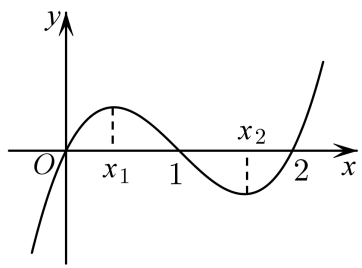 y
x₂
O x₁ 1 2 x